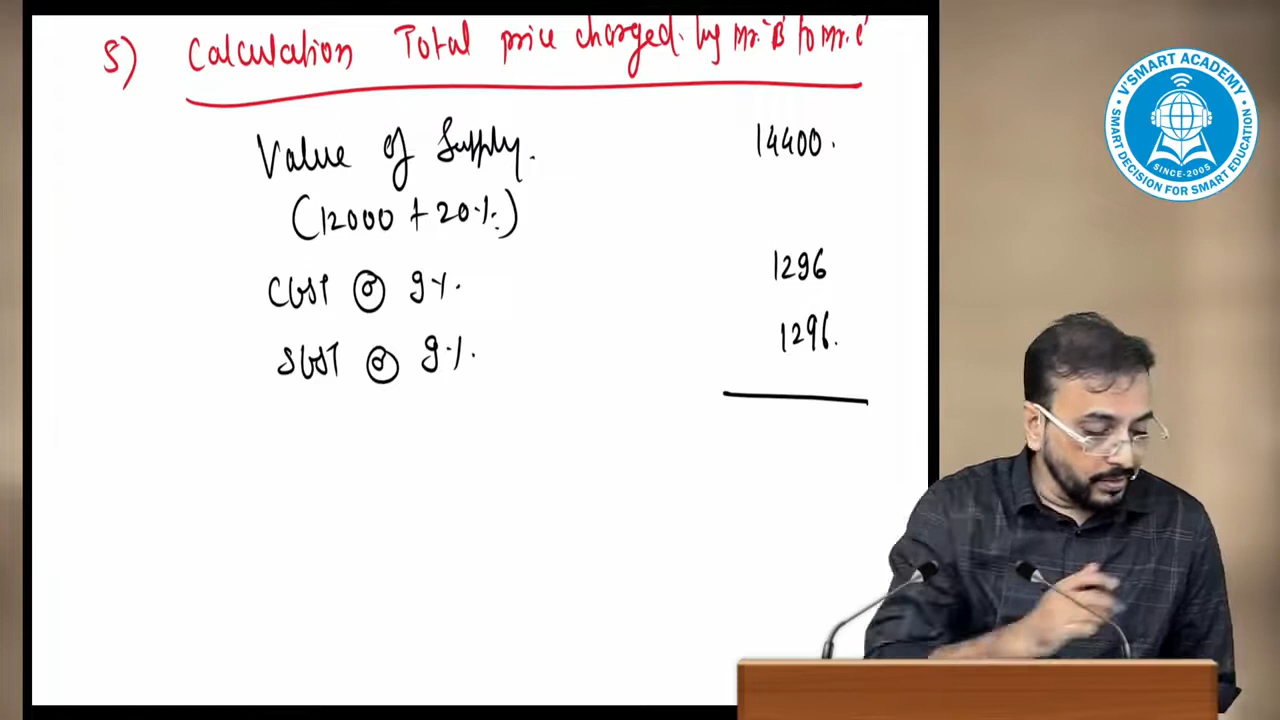 5) Calculation Total price charged by Mr. 'B' to Mr. 'C'
Value of Supply. 14400.
(12000 + 20%)
CGST @ 9%. 1296
SGST @ 9%. 1296.
V'SMART ACADEMY
SINCE-2005
SMART DECISION FOR SMART EDUCATION